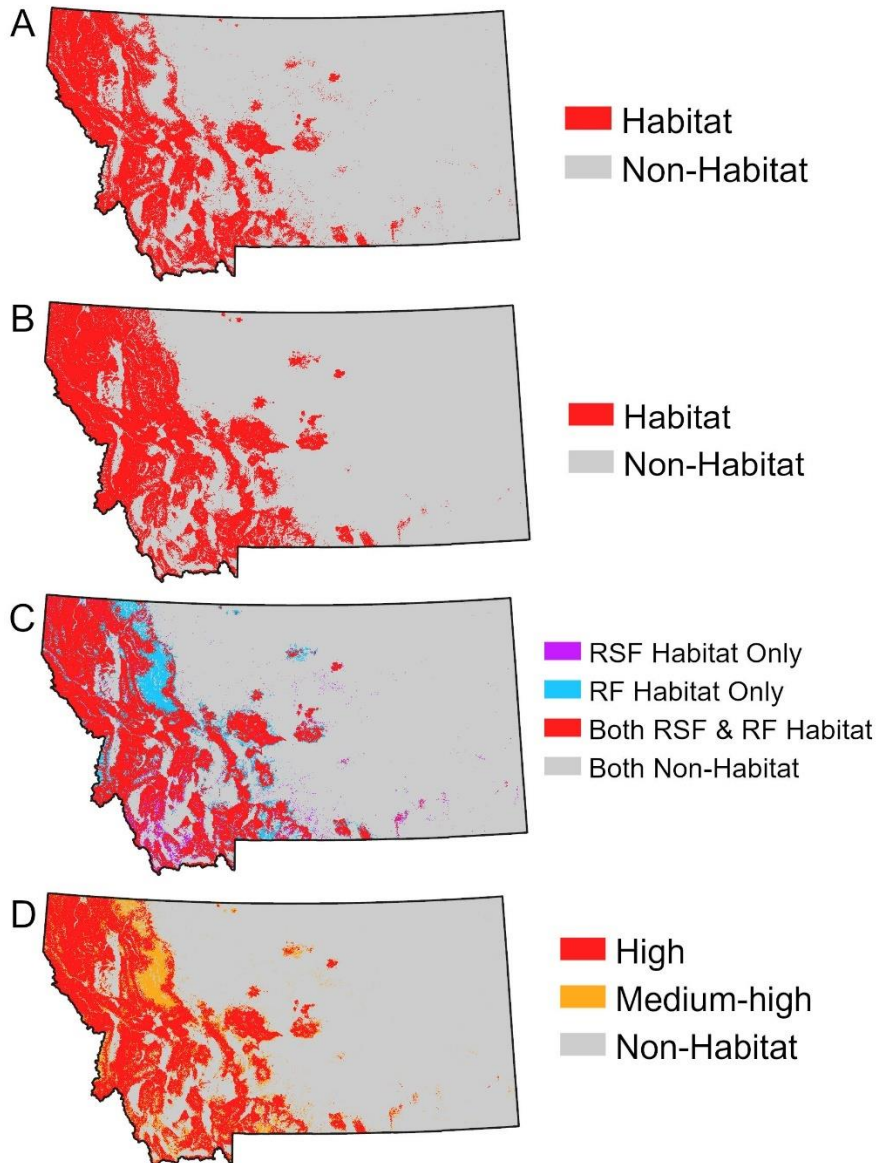 A
Habitat
Non-Habitat
B
Habitat
Non-Habitat
C
RSF Habitat Only
RF Habitat Only
Both RSF & RF Habitat
Both Non-Habitat
D
High
Medium-high
Non-Habitat